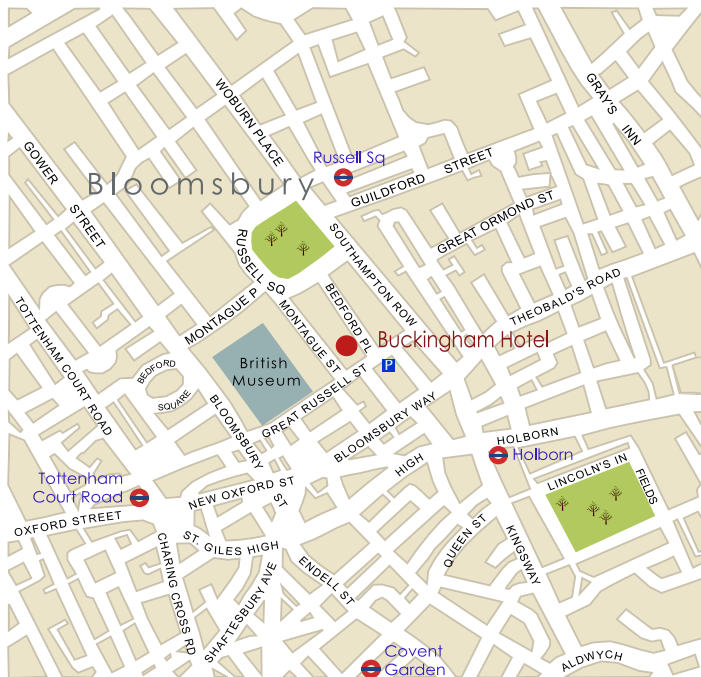 WOBURN PLACE
GRAY'S
INN
GOWER
STREET
Russell Sq
Bloomsbury
GUILDFORD STREET
GREAT ORMOND ST
RUSSELL SQ
SOUTHAMPTON ROW
THEOBALD'S ROAD
MONTAGUE P
BEDFORD PL
MONTAGUE ST
TOTTENHAM COURT ROAD
Buckingham Hotel
P
British
Museum
BEDFORD
SQUARE
GREAT RUSSELL ST
BLOOMSBURY
ST
BLOOMSBURY WAY
HIGH
HOLBORN
Holborn
LINCOLN'S IN
FIELDS
Tottenham
Court Road
NEW OXFORD ST
OXFORD STREET
ST GILES HIGH
CHARING CROSS RD
SHAFTESBURY AVE
ENDELL ST
QUEEN ST
KINGSWAY
Covent
Garden
ALDWYCH